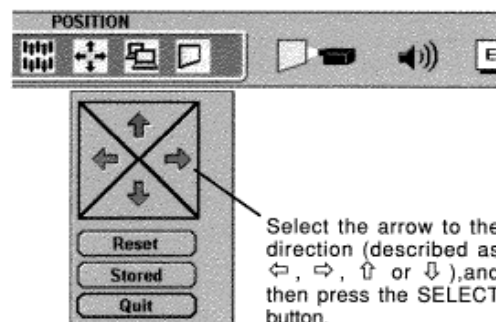 POSITION
Reset
Stored
Quit
Select the arrow to the
direction (described as
⇦ , ⇨ , ⇧ or ⇩ ),and
then press the SELECT
button.